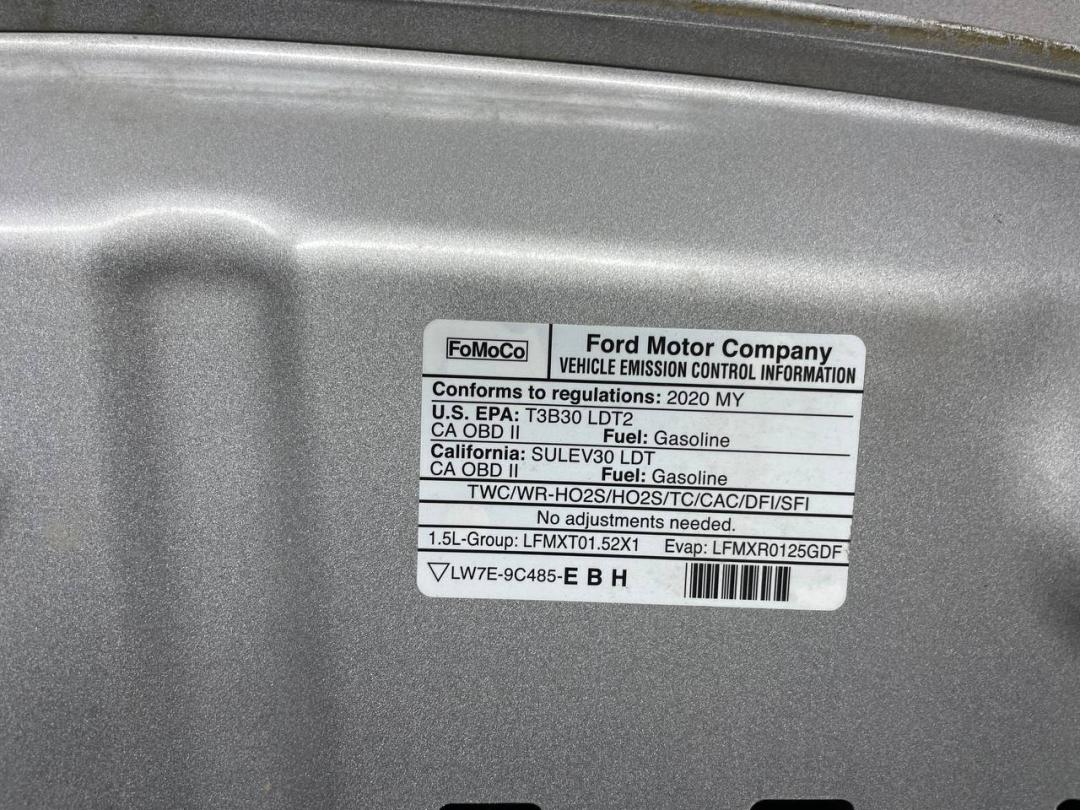 FoMoCo
Ford Motor Company
VEHICLE EMISSION CONTROL INFORMATION
Conforms to regulations: 2020 MY
U.S. EPA: T3B30 LDT2
CA OBD II Fuel: Gasoline
California: SULEV30 LDT
CA OBD II Fuel: Gasoline
TWC/WR-HO2S/HO2S/TC/CAC/DFI/SFI
No adjustments needed.
1.5L-Group: LFMXT01.52X1 Evap: LFMXR0125GDF
LW7E-9C485-E B H